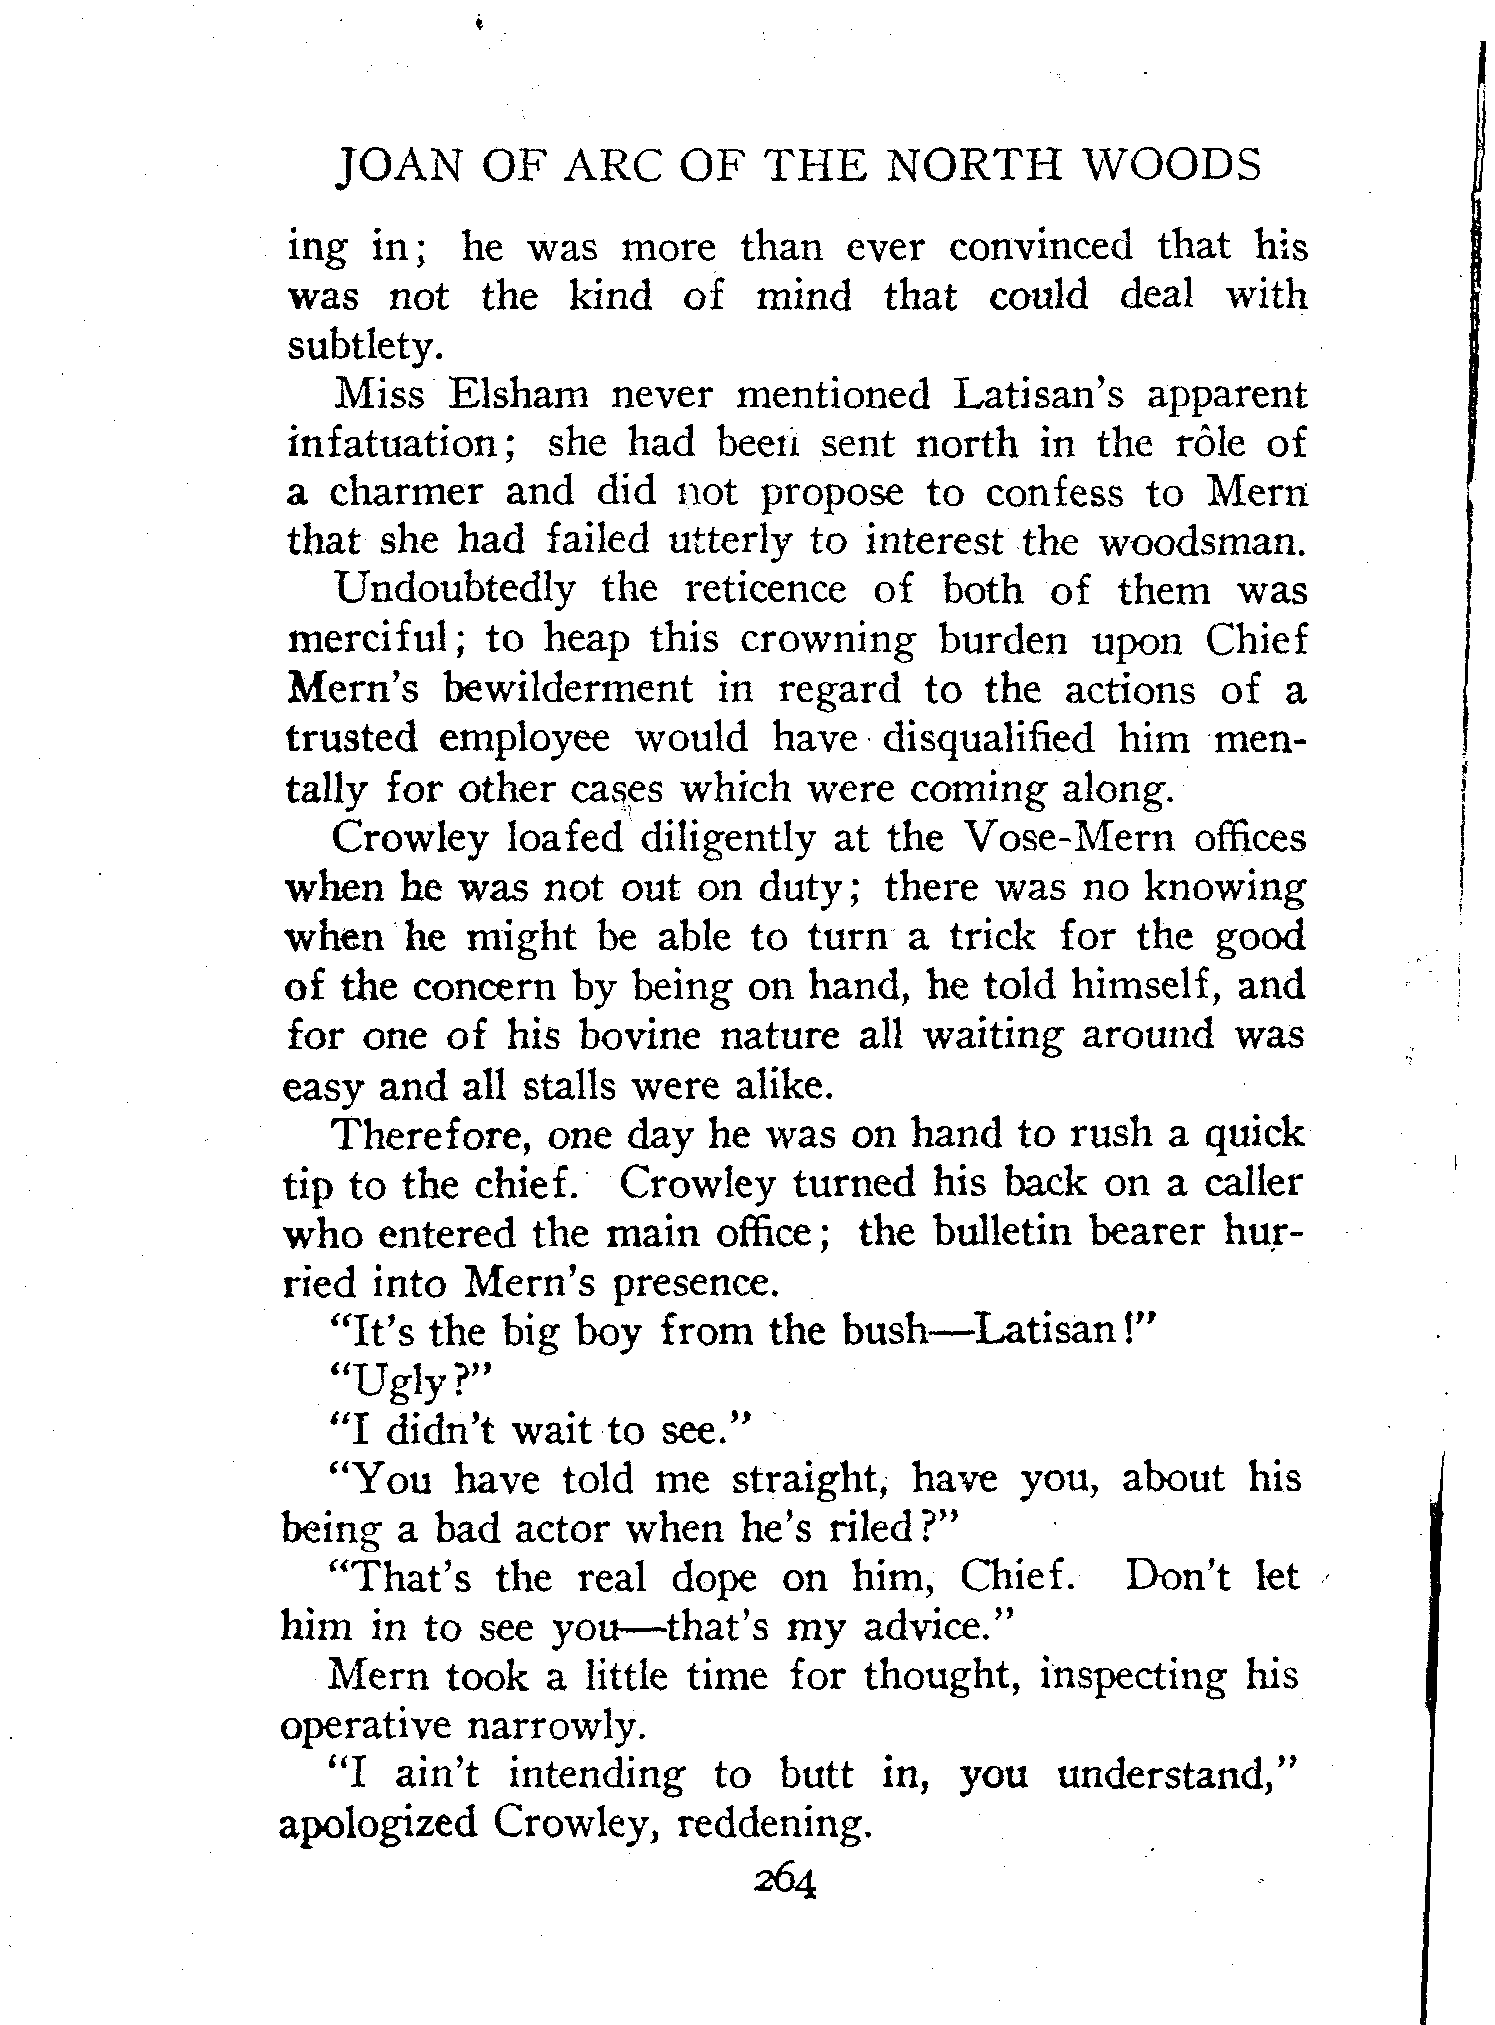 JOAN OF ARC OF THE NORTH WOODS
ing in; he was more than ever convinced that his
was not the kind of mind that could deal with
subtlety.
Miss Elsham never mentioned Latisan's apparent
infatuation; she had been sent north in the rôle of
a charmer and did not propose to confess to Mern
that she had failed utterly to interest the woodsman.
Undoubtedly the reticence of both of them was
merciful; to heap this crowning burden upon Chief
Mern's bewilderment in regard to the actions of a
trusted employee would have disqualified him men-
tally for other cases which were coming along.
Crowley loafed diligently at the Vose-Mern offices
when he was not out on duty; there was no knowing
when he might be able to turn a trick for the good
of the concern by being on hand, he told himself, and
for one of his bovine nature all waiting around was
easy and all stalls were alike.
Therefore, one day he was on hand to rush a quick
tip to the chief. Crowley turned his back on a caller
who entered the main office; the bulletin bearer hur-
ried into Mern's presence.
"It's the big boy from the bush—Latisan!"
"Ugly?"
"I didn't wait to see."
"You have told me straight, have you, about his
being a bad actor when he's riled?"
"That's the real dope on him, Chief. Don't let
him in to see you—that's my advice."
Mern took a little time for thought, inspecting his
operative narrowly.
"I ain't intending to butt in, you understand,"
apologized Crowley, reddening.
264